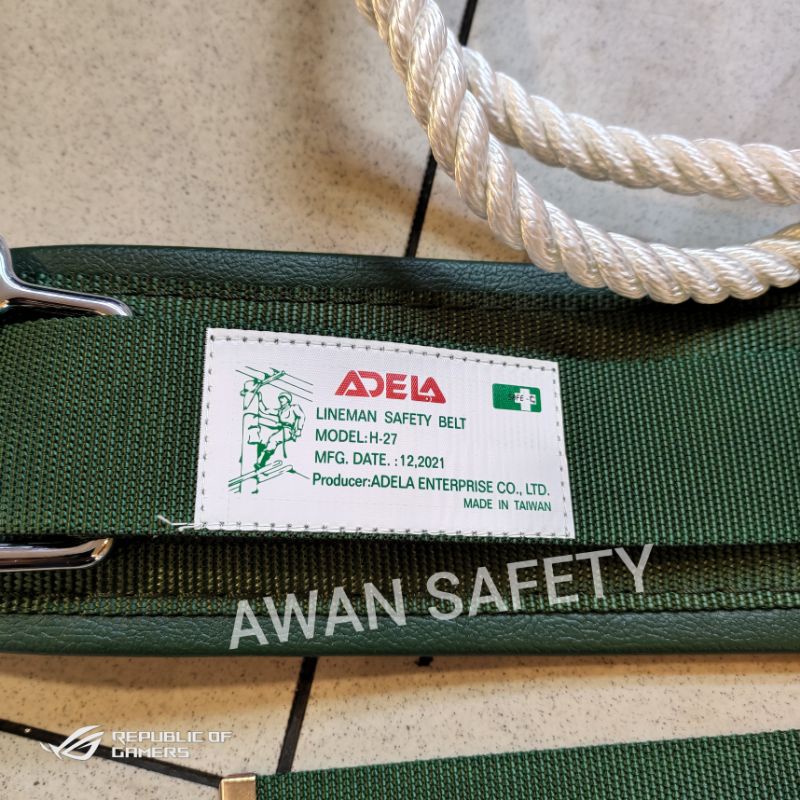 ADELA
SAFE
LINEMAN SAFETY BELT
MODEL:H-27
MFG. DATE. :12,2021
Producer:ADELA ENTERPRISE CO., LTD.
MADE IN TAIWAN
AWAN SAFETY
REPUBLIC OF
GAMERS